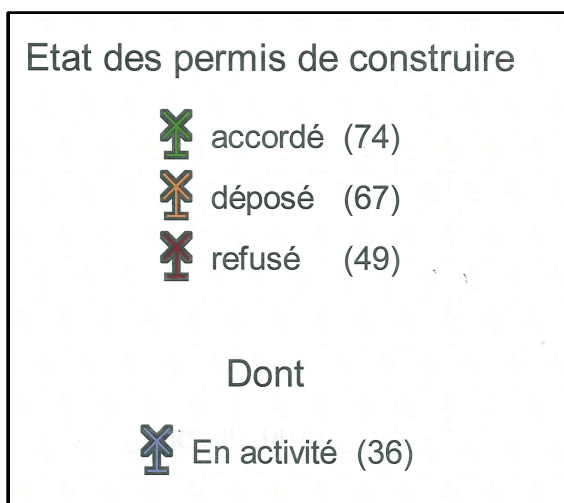 Etat des permis de construire
accordé (74)
déposé (67)
refusé (49)
Dont
En activité (36)